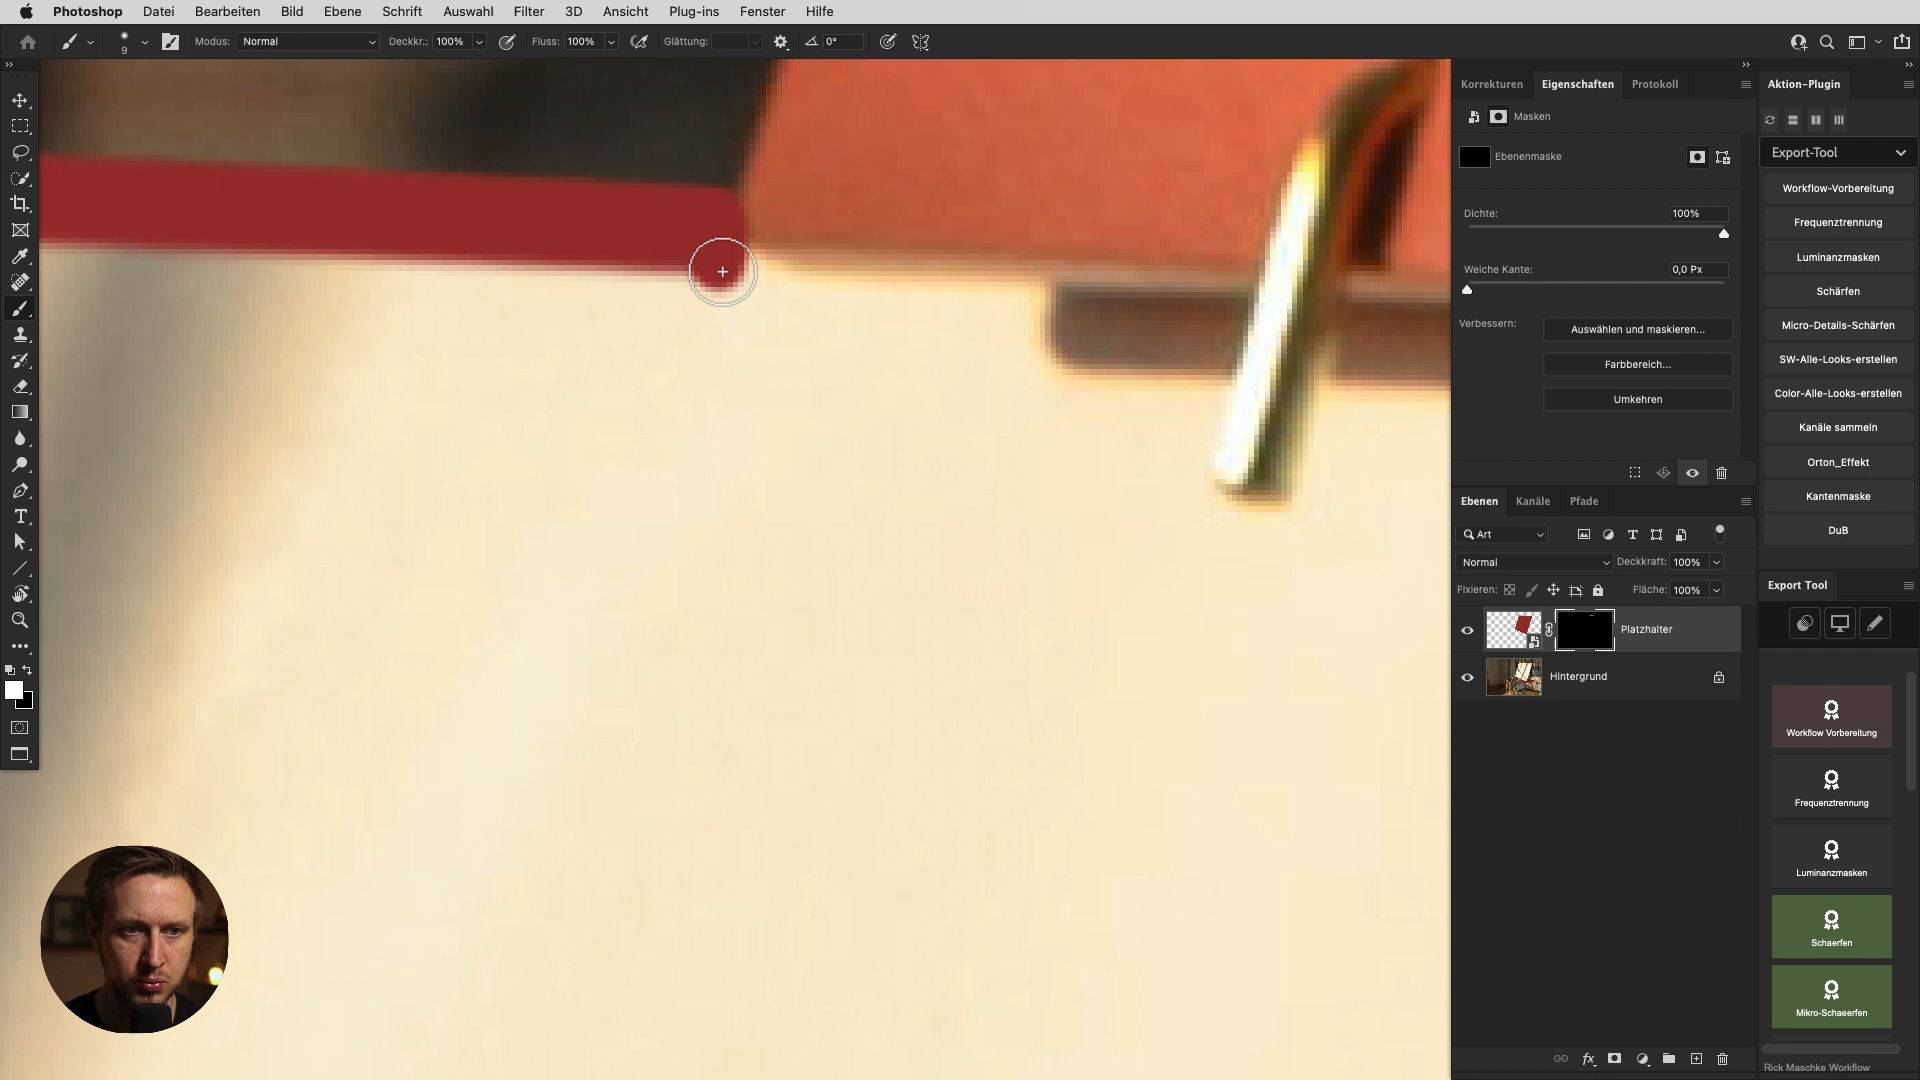 Photoshop Datei Bearbeiten Bild Ebene Schrift Auswahl Filter 3D Ansicht Plug-ins Fenster Hilfe
9 Modus: Normal Deckkr.: 100% Fluss: 100% Glättung: 0°
Korrekturen Eigenschaften Protokoll
Masken
Ebenenmaske
Dichte: 100%
Weiche Kante: 0,0 Px
Verbessern: Auswählen und maskieren...
Farbbereich...
Umkehren
Ebenen Kanäle Pfade
Art
Normal Deckkraft: 100%
Fixieren: Fläche: 100%
Platzhalter
Hintergrund
fx
Aktion-Plugin
Export-Tool
Workflow-Vorbereitung
Frequenztrennung
Luminanzmasken
Schärfen
Micro-Details-Schärfen
SW-Alle-Looks-erstellen
Color-Alle-Looks-erstellen
Kanäle sammeln
Orton_Effekt
Kantenmaske
DuB
Export Tool
Workflow Vorbereitung
Frequenztrennung
Luminanzmasken
Schaerfen
Mikro-Schaeerfen
Rick Maschke Workflow